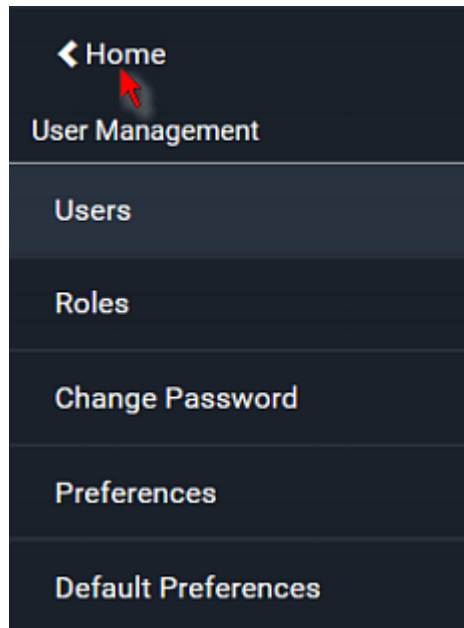 Home
User Management
Users
Roles
Change Password
Preferences
Default Preferences